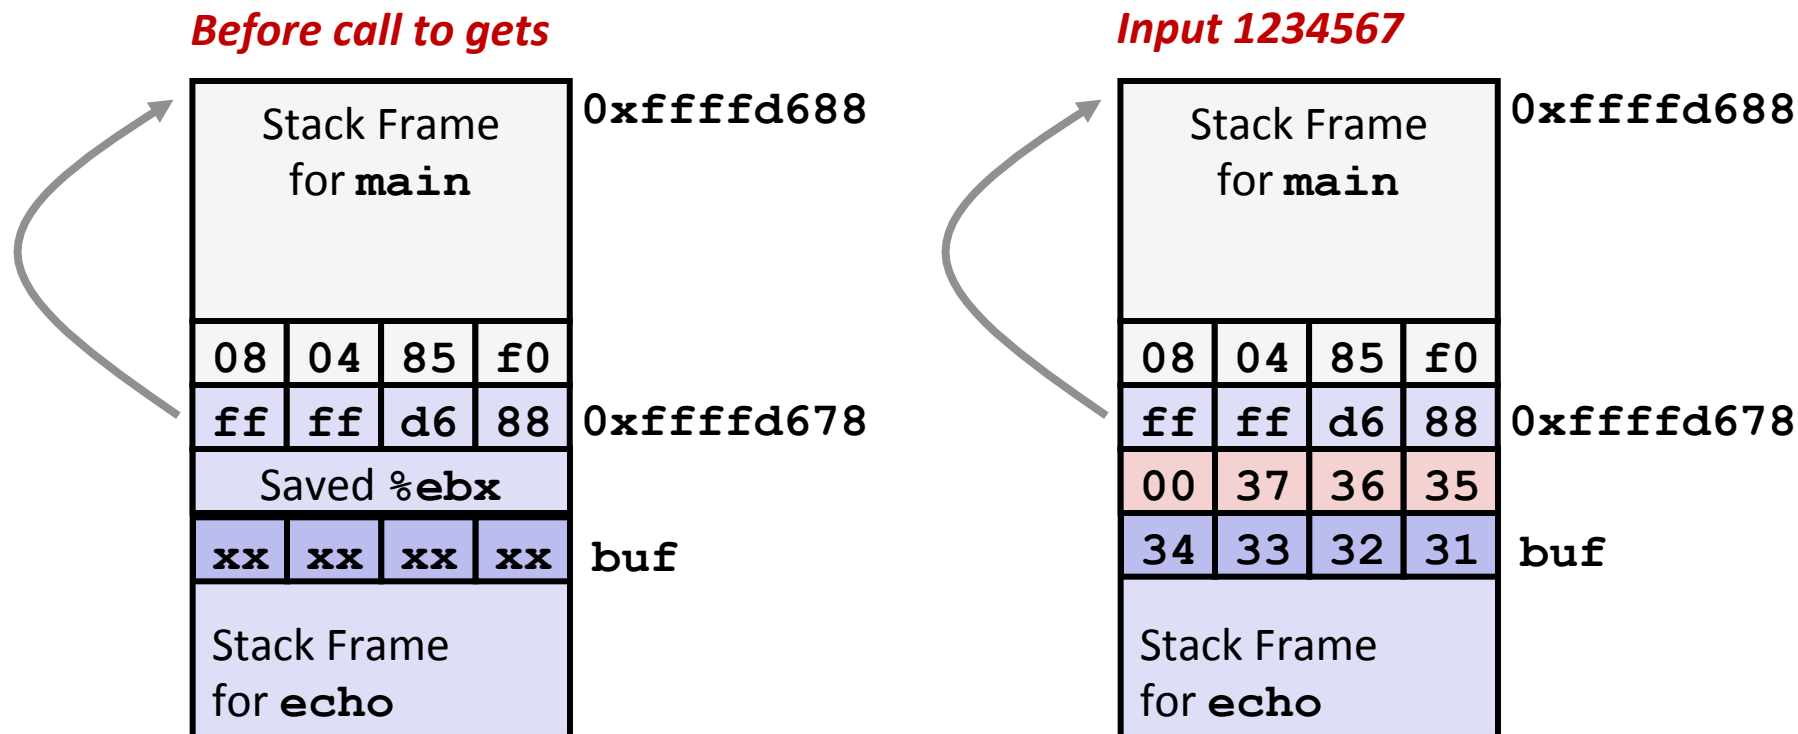 Before call to gets
Stack Frame
for main
0xffffd688
08 04 85 f0
ff ff d6 88 0xffffd678
Saved %ebx
xx xx xx xx buf
Stack Frame
for echo
Input 1234567
Stack Frame
for main
0xffffd688
08 04 85 f0
ff ff d6 88 0xffffd678
00 37 36 35
34 33 32 31 buf
Stack Frame
for echo